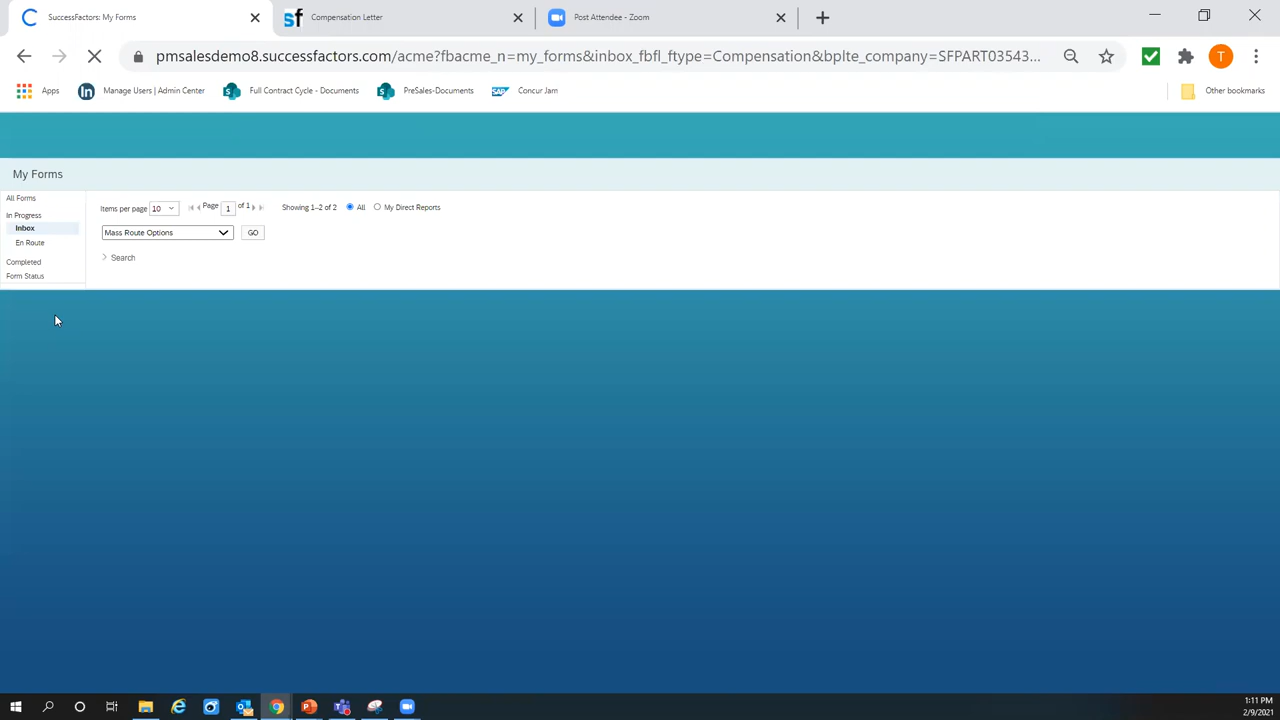 SuccessFactors: My Forms
sf Compensation Letter
Post Attendee - Zoom
pmsalesdemo8.successfactors.com/acme?fbacme_n=my_forms&inbox_fbfl_ftype=Compensation&bplte_company=SFPART03543...
T
Apps
in Manage Users | Admin Center
Full Contract Cycle - Documents
PreSales-Documents
SAP Concur Jam
Other bookmarks
My Forms
All Forms
In Progress
Inbox
En Route
Completed
Form Status
Items per page 10 Page 1 of 1 Showing 1–2 of 2 All My Direct Reports
Mass Route Options GO
Search
1:11 PM
2/9/2021